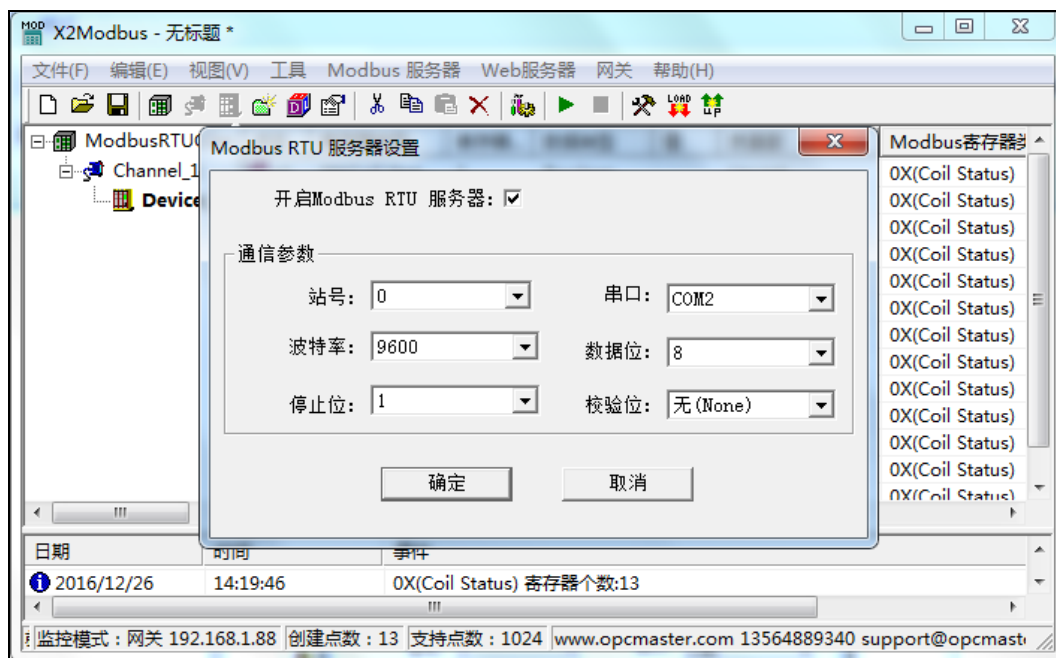 MOD X2Modbus - 无标题 *
文件(F) 编辑(E) 视图(V) 工具 Modbus 服务器 Web服务器 网关 帮助(H)
LOAD UP
ModbusRTU
Modbus RTU 服务器设置
Modbus寄存器
Channel_1
0X(Coil Status)
Device
开启Modbus RTU 服务器:
0X(Coil Status)
0X(Coil Status)
通信参数
0X(Coil Status)
0X(Coil Status)
站号: 0 串口: COM2
0X(Coil Status)
波特率: 9600 数据位: 8
0X(Coil Status)
0X(Coil Status)
停止位: 1 校验位: 无(None)
0X(Coil Status)
0X(Coil Status)
0X(Coil Status)
确定 取消
0X(Coil Status)
0X(Coil Status)
日期 时间 事件
2016/12/26 14:19:46 0X(Coil Status) 寄存器个数:13
监控模式:网关 192.168.1.88 创建点数:13 支持点数:1024 www.opcmaster.com 13564889340 support@opcmast